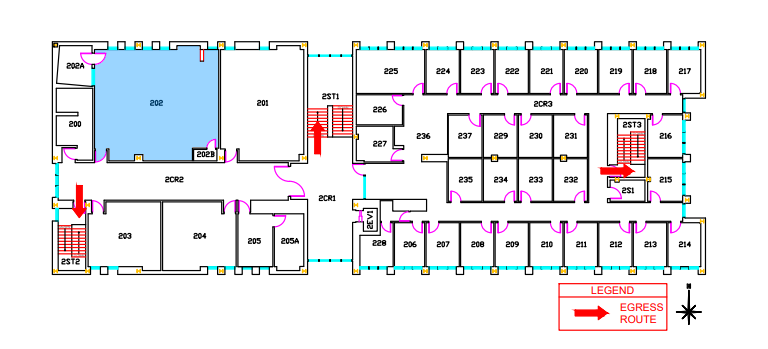 225 224 223 222 221 220 219 218 217
202A
2ST1
202 201
2CR3
226
200
237 229 230 231 2ST3 216
236
227
202B
2CR2
235 234 233 232 2S1 215
2CR1
2EV1
203 204 205 205A 228 206 207 208 209 210 211 212 213 214
2ST2
N
LEGEND
EGRESS
ROUTE